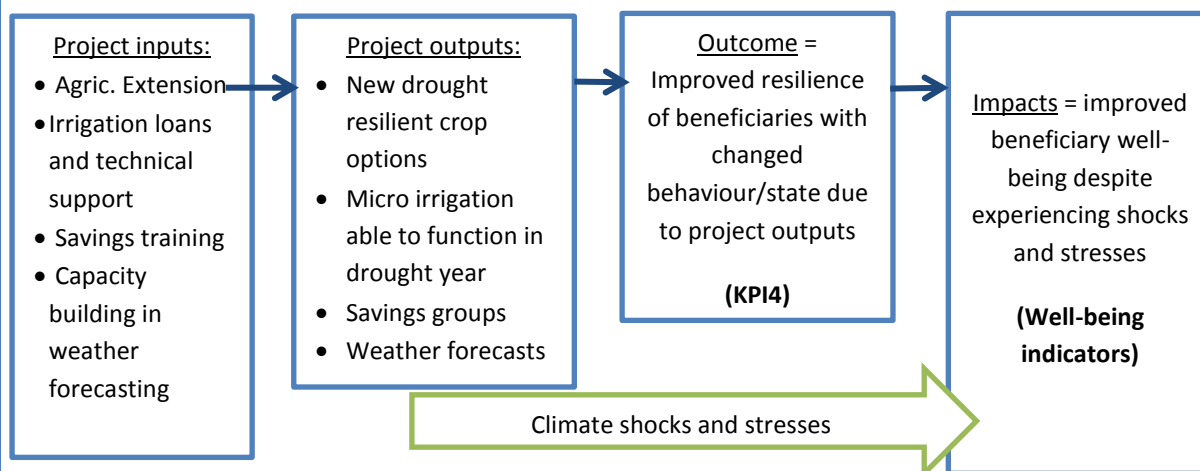 Project inputs:
• Agric. Extension
•Irrigation loans
and technical
support
• Savings training
• Capacity
building in
weather
forecasting
Project outputs:
• New drought
resilient crop
options
• Micro irrigation
able to function in
drought year
• Savings groups
• Weather forecasts
Outcome =
Improved resilience
of beneficiaries with
changed
behaviour/state due
to project outputs
(KPI4)
Impacts = improved
beneficiary well-
being despite
experiencing shocks
and stresses
(Well-being
indicators)
Climate shocks and stresses